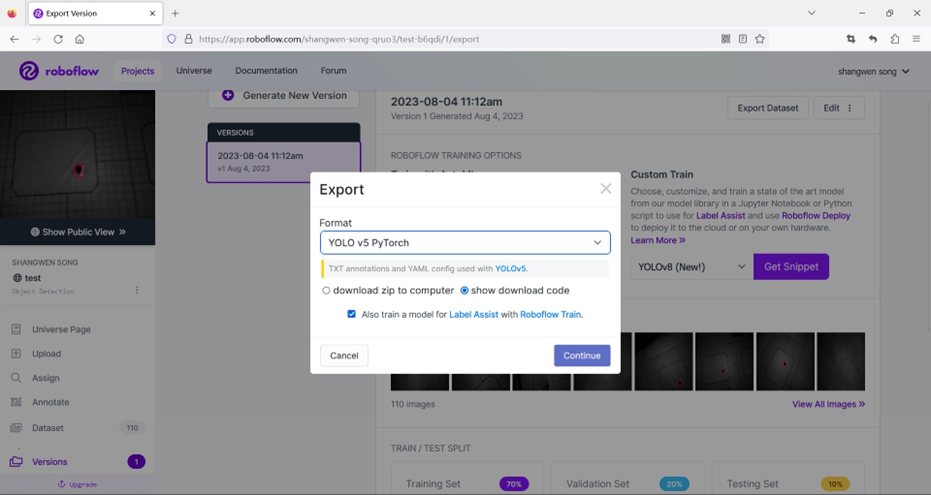 Export Version
https://app.roboflow.com/shangwen-song-qruo3/test-b6qdi/1/export
roboflow
Projects
Universe
Documentation
Forum
shangwen song
Generate New Version
VERSIONS
2023-08-04 11:12am
v1 Aug 4, 2023
2023-08-04 11:12am
Version 1 Generated Aug 4, 2023
Export Dataset
Edit
ROBOFLOW TRAINING OPTIONS
Custom Train
Choose, customize, and train a state of the art model
from our model library in a Jupyter Notebook or Python
script to use for Label Assist and use Roboflow Deploy
to deploy it to the cloud or on your own hardware.
Learn More »
YOLOv8 (New!)
Get Snippet
Export
Format
YOLO v5 PyTorch
TXT annotations and YAML config used with YOLOv5.
download zip to computer
show download code
Also train a model for Label Assist with Roboflow Train.
Cancel
Continue
Show Public View »
SHANGWEN SONG
test
Object Detection
Universe Page
Upload
Assign
Annotate
Dataset
110
Versions
1
Upgrade
110 images
View All Images »
TRAIN / TEST SPLIT
Training Set
70%
Validation Set
20%
Testing Set
10%